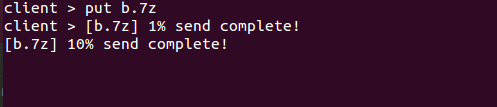 client > put b.7z
client > [b.7z] 1% send complete!
[b.7z] 10% send complete!